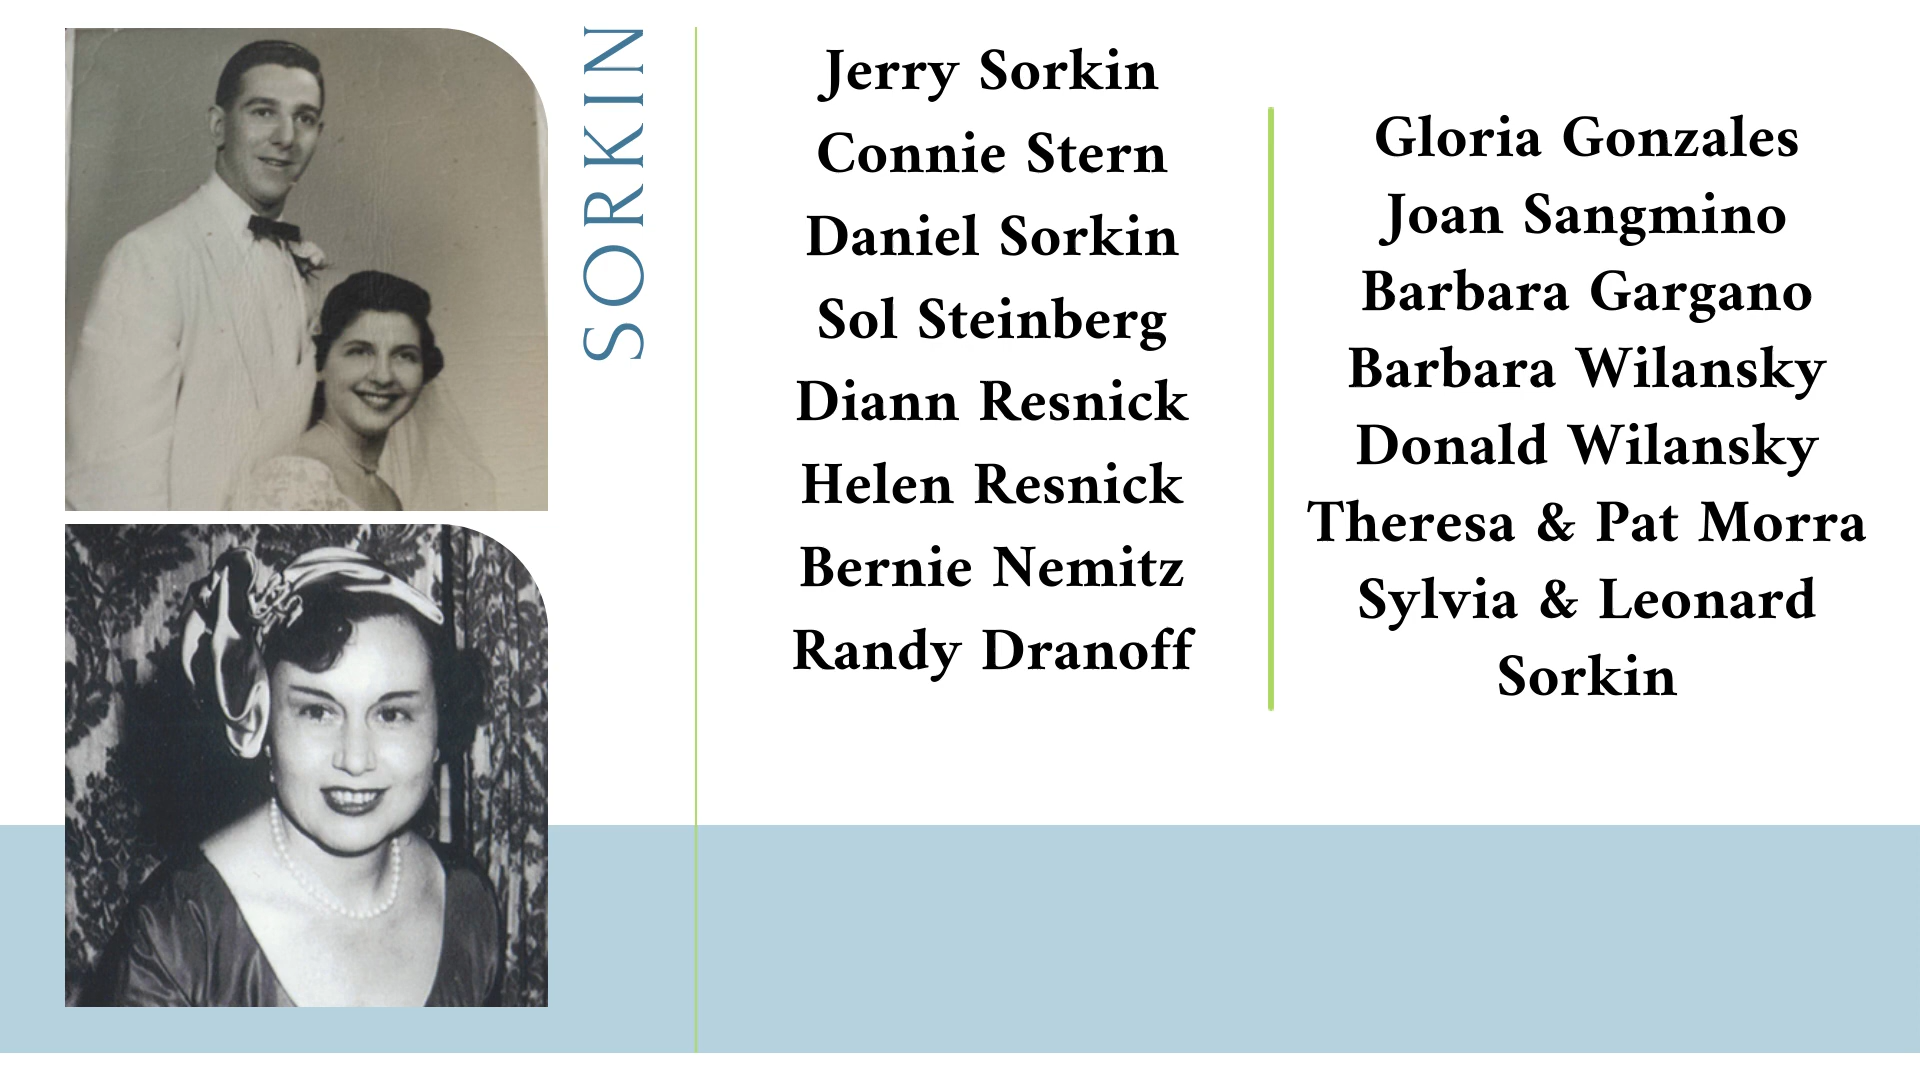 SORKIN
Jerry Sorkin
Connie Stern
Daniel Sorkin
Sol Steinberg
Diann Resnick
Helen Resnick
Bernie Nemitz
Randy Dranoff
Gloria Gonzales
Joan Sangmino
Barbara Gargano
Barbara Wilansky
Donald Wilansky
Theresa & Pat Morra
Sylvia & Leonard
Sorkin